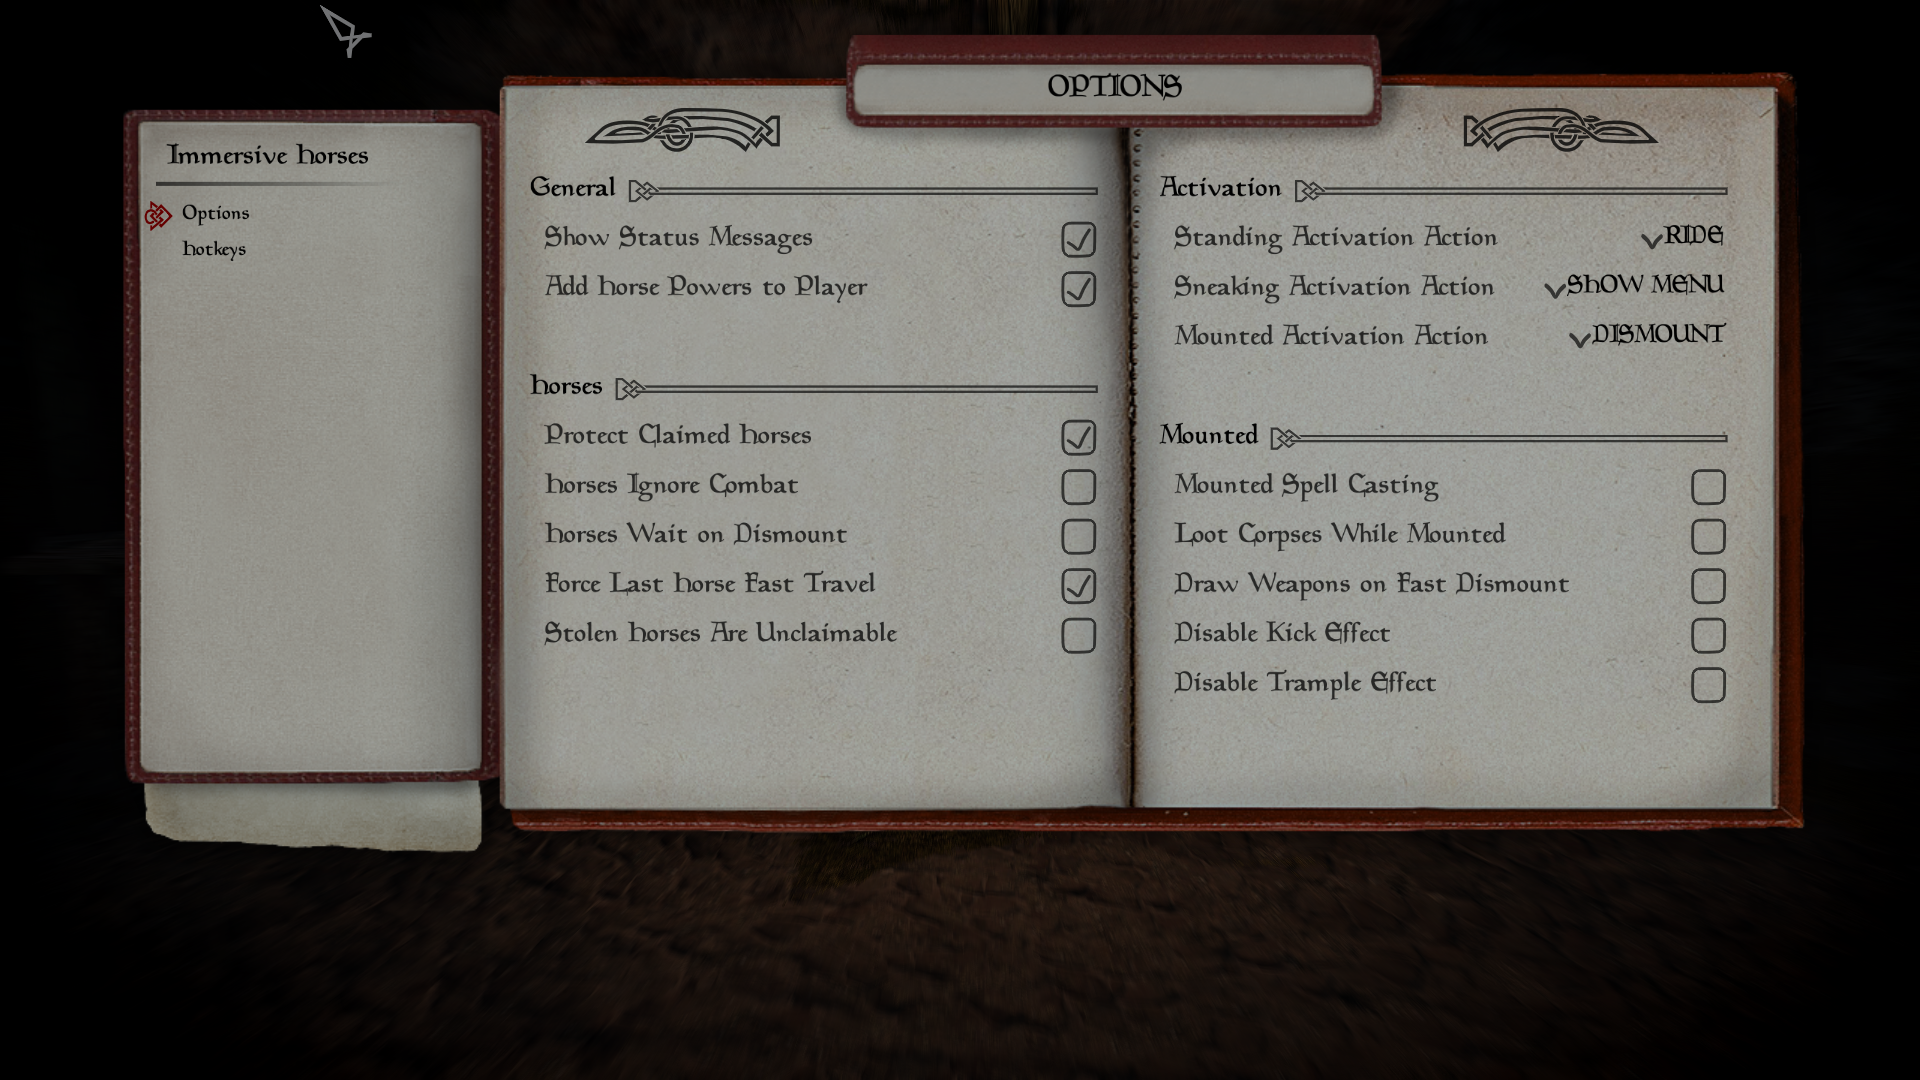 OPTIONS
Immersive Horses
Options
Hotkeys
General
Show Status Messages
Add Horse Powers to Player
Horses
Protect Claimed Horses
Horses Ignore Combat
Horses Wait on Dismount
Force Last Horse Fast Travel
Stolen Horses Are Unclaimable
Activation
Standing Activation Action RIDE
Sneaking Activation Action SHOW MENU
Mounted Activation Action DISMOUNT
Mounted
Mounted Spell Casting
Loot Corpses While Mounted
Draw Weapons on Fast Dismount
Disable Kick Effect
Disable Trample Effect